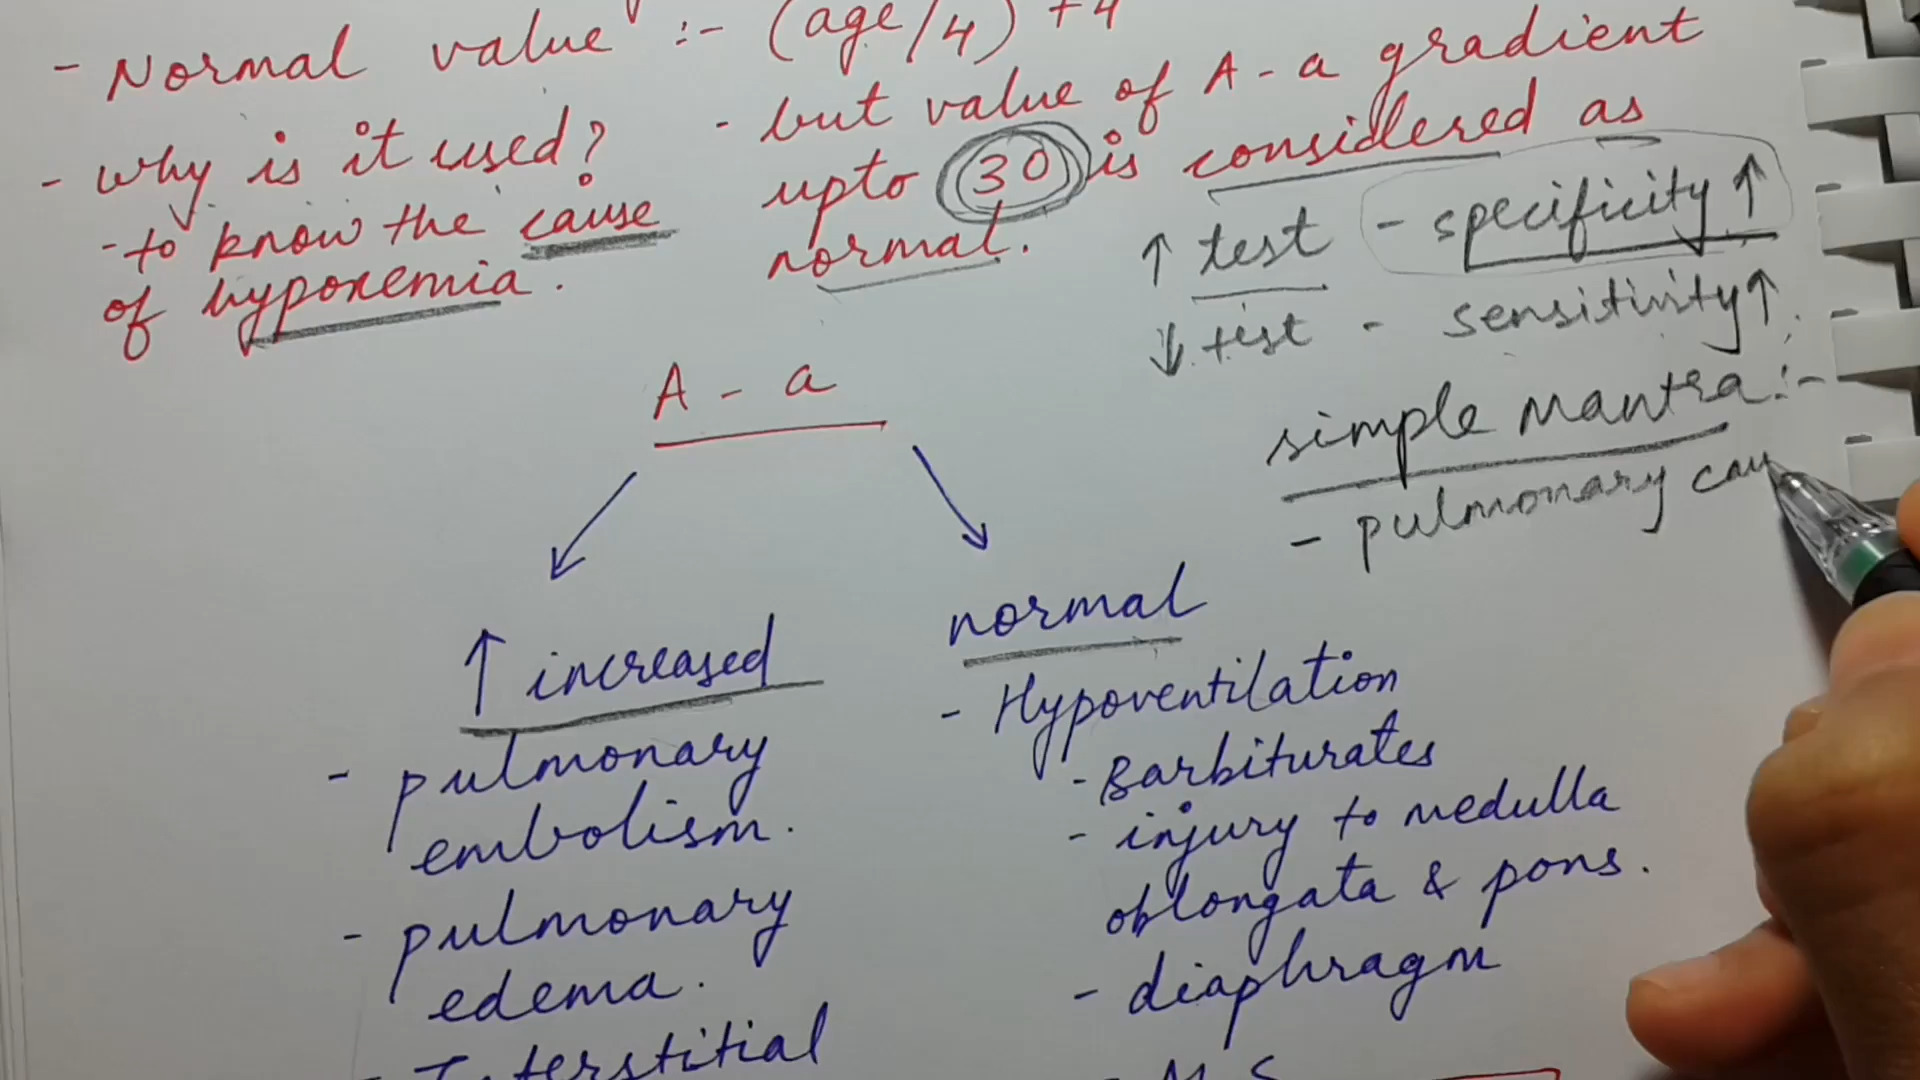 - Normal value :- (age/4) +4
- why is it used?
- to know the cause
of hypoxemia.
- but value of A-a gradient
upto 30 is considered as
normal.
↑ test - specificity ↑
↓ test - sensitivity ↑
simple mantra :-
- pulmonary cau
A - a
↑ increased
- pulmonary
embolism.
- pulmonary
edema.
- Interstitial
normal
- Hypoventilation
- Barbiturates
- injury to medulla
oblongata & pons.
- diaphragm
- M.S